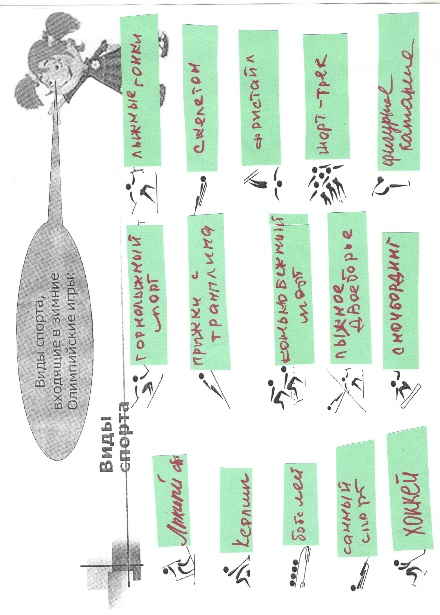 Виды спорта,
входящие в зимние
Олимпийские игры:
Виды
спорта
горнолыжный
спорт
лыжные
гонки
керлинг
прыжки с
трамплина
скелетон
бобслей
конькобежный
спорт
фристайл
санный
спорт
лыжное
двоеборье
шорт-трек
хоккей
сноубординг
фигурное
катание